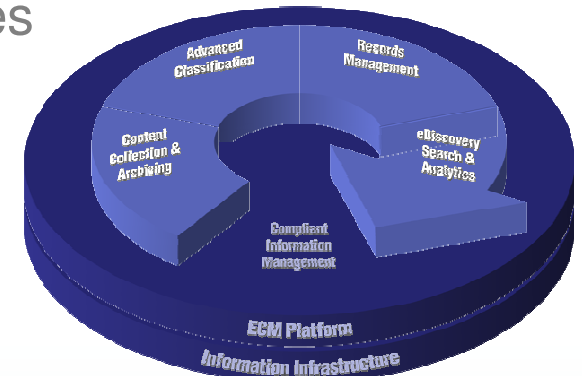 es
Advanced
Classification
Records
Management
Content
Collection &
Archiving
eDiscovery
Search &
Analytics
Compliant
Information
Management
ECM Platform
Information Infrastructure